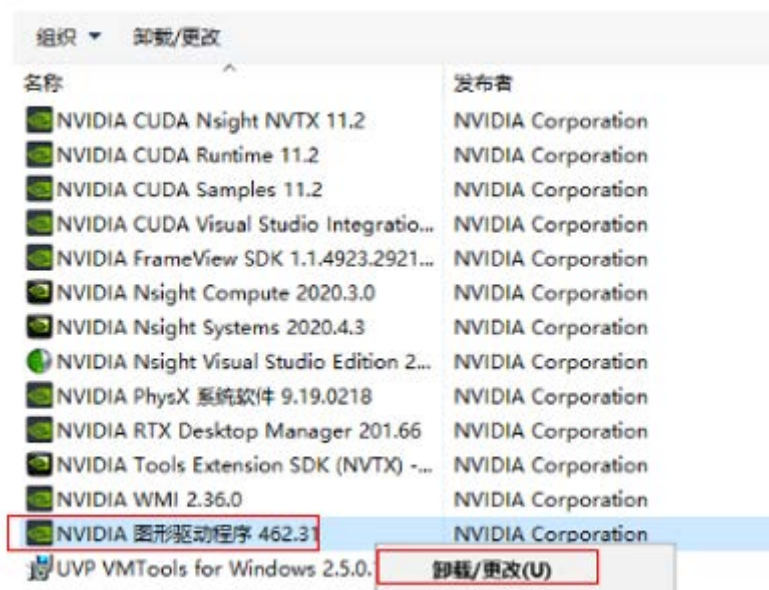 组织 卸载/更改
名称 发布者
NVIDIA CUDA Nsight NVTX 11.2 NVIDIA Corporation
NVIDIA CUDA Runtime 11.2 NVIDIA Corporation
NVIDIA CUDA Samples 11.2 NVIDIA Corporation
NVIDIA CUDA Visual Studio Integratio... NVIDIA Corporation
NVIDIA FrameView SDK 1.1.4923.2921... NVIDIA Corporation
NVIDIA Nsight Compute 2020.3.0 NVIDIA Corporation
NVIDIA Nsight Systems 2020.4.3 NVIDIA Corporation
NVIDIA Nsight Visual Studio Edition 2... NVIDIA Corporation
NVIDIA PhysX 系统软件 9.19.0218 NVIDIA Corporation
NVIDIA RTX Desktop Manager 201.66 NVIDIA Corporation
NVIDIA Tools Extension SDK (NVTX) -... NVIDIA Corporation
NVIDIA WMI 2.36.0 NVIDIA Corporation
NVIDIA 图形驱动程序 462.31 NVIDIA Corporation
UVP VMTools for Windows 2.5.0. 卸载/更改(U)